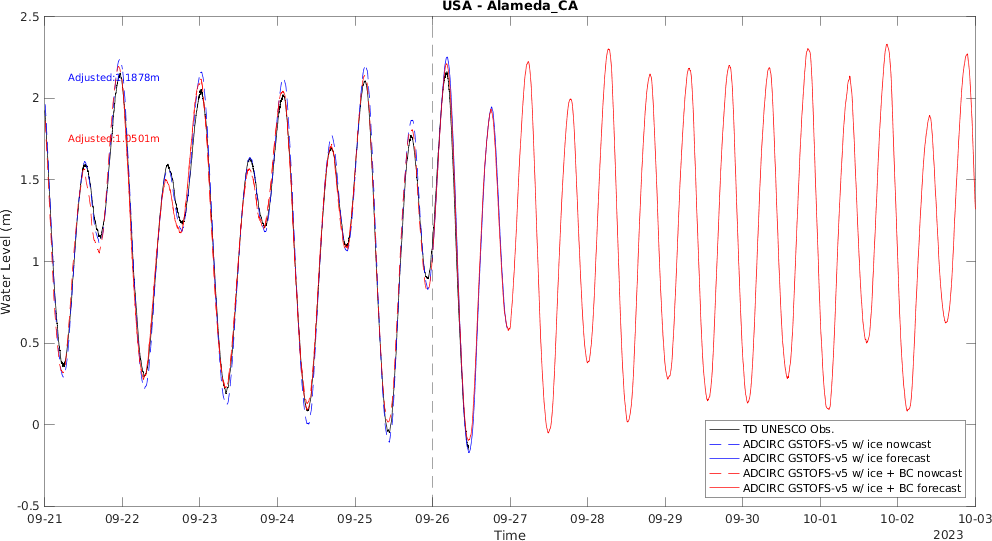 USA - Alameda_CA
2.5
2
1.5
1
0.5
0
-0.5
Water Level (m)
Adjusted:1.1878m
Adjusted:1.0501m
TD UNESCO Obs.
ADCIRC GSTOFS-v5 w/ ice nowcast
ADCIRC GSTOFS-v5 w/ ice forecast
ADCIRC GSTOFS-v5 w/ ice + BC nowcast
ADCIRC GSTOFS-v5 w/ ice + BC forecast
09-21 09-22 09-23 09-24 09-25 09-26 09-27 09-28 09-29 09-30 10-01 10-02 10-03
Time
2023